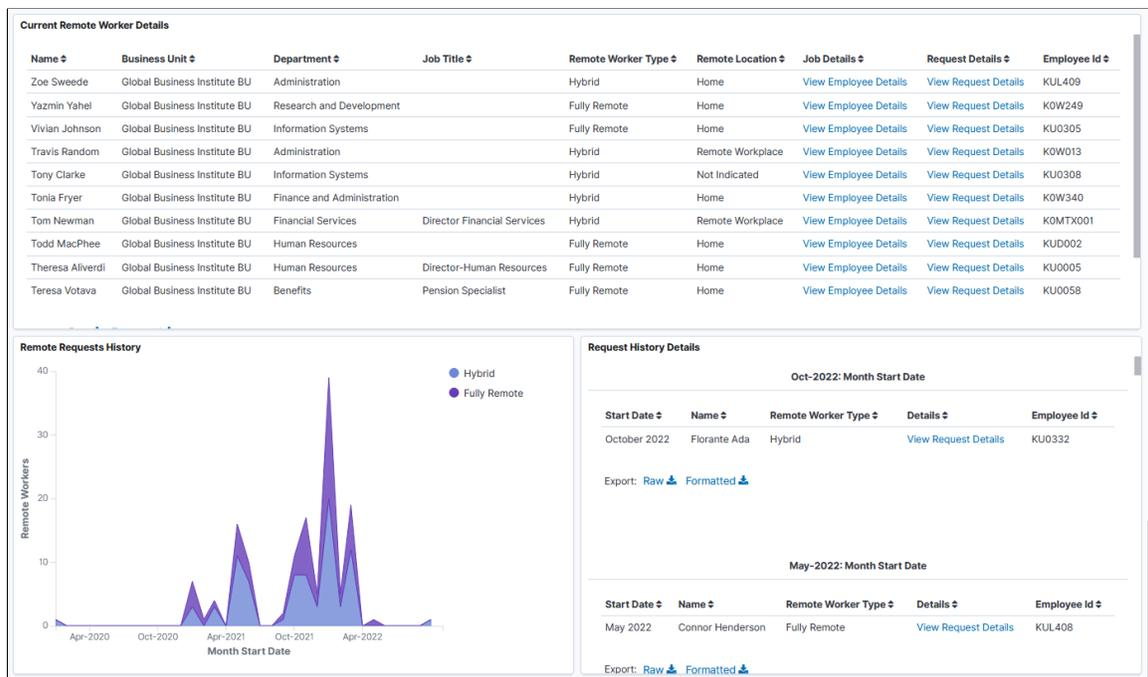 Current Remote Worker Details
Name Business Unit Department Job Title Remote Worker Type Remote Location Job Details Request Details Employee Id
Zoe Sweede Global Business Institute BU Administration Hybrid Home View Employee Details View Request Details KUL409
Yazmin Yahel Global Business Institute BU Research and Development Fully Remote Home View Employee Details View Request Details K0W249
Vivian Johnson Global Business Institute BU Information Systems Fully Remote Home View Employee Details View Request Details KU0305
Travis Random Global Business Institute BU Administration Hybrid Remote Workplace View Employee Details View Request Details K0W013
Tony Clarke Global Business Institute BU Information Systems Hybrid Not Indicated View Employee Details View Request Details KU0308
Tonia Fryer Global Business Institute BU Finance and Administration Hybrid Home View Employee Details View Request Details K0W340
Tom Newman Global Business Institute BU Financial Services Director Financial Services Hybrid Remote Workplace View Employee Details View Request Details K0MTX001
Todd MacPhee Global Business Institute BU Human Resources Fully Remote Home View Employee Details View Request Details KUD002
Theresa Aliverdi Global Business Institute BU Human Resources Director-Human Resources Fully Remote Home View Employee Details View Request Details KU0005
Teresa Votava Global Business Institute BU Benefits Pension Specialist Fully Remote Home View Employee Details View Request Details KU0058
Remote Requests History
40
30
20
10
0
Remote Workers
Apr-2020 Oct-2020 Apr-2021 Oct-2021 Apr-2022
Month Start Date
Hybrid
Fully Remote
Request History Details
Oct-2022: Month Start Date
Start Date Name Remote Worker Type Details Employee Id
October 2022 Florante Ada Hybrid View Request Details KU0332
Export: Raw Formatted
May-2022: Month Start Date
Start Date Name Remote Worker Type Details Employee Id
May 2022 Connor Henderson Fully Remote View Request Details KUL408
Export: Raw Formatted